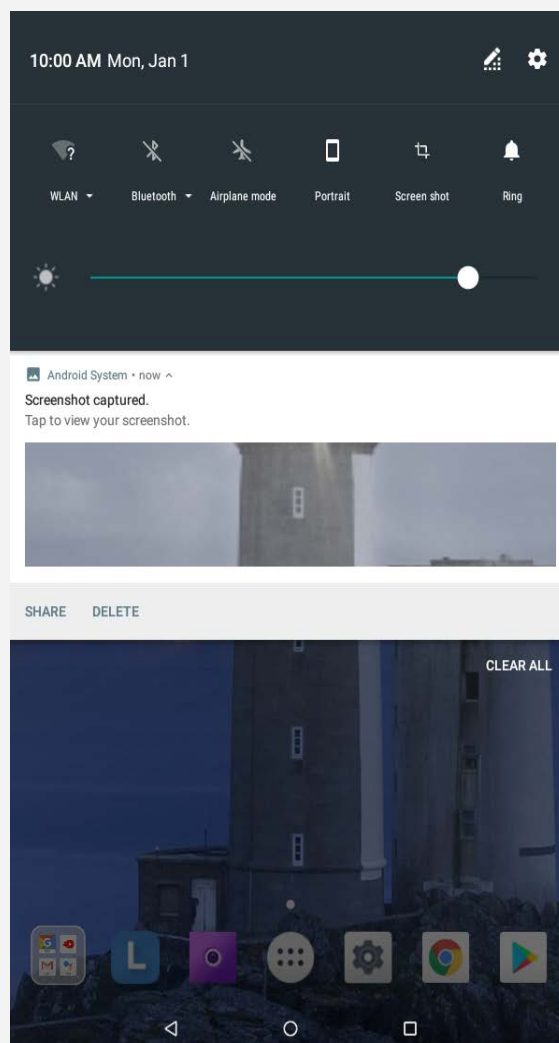 10:00 AM Mon, Jan 1
WLAN Bluetooth Airplane mode Portrait Screen shot Ring
Android System • now
Screenshot captured.
Tap to view your screenshot.
SHARE DELETE
CLEAR ALL
L